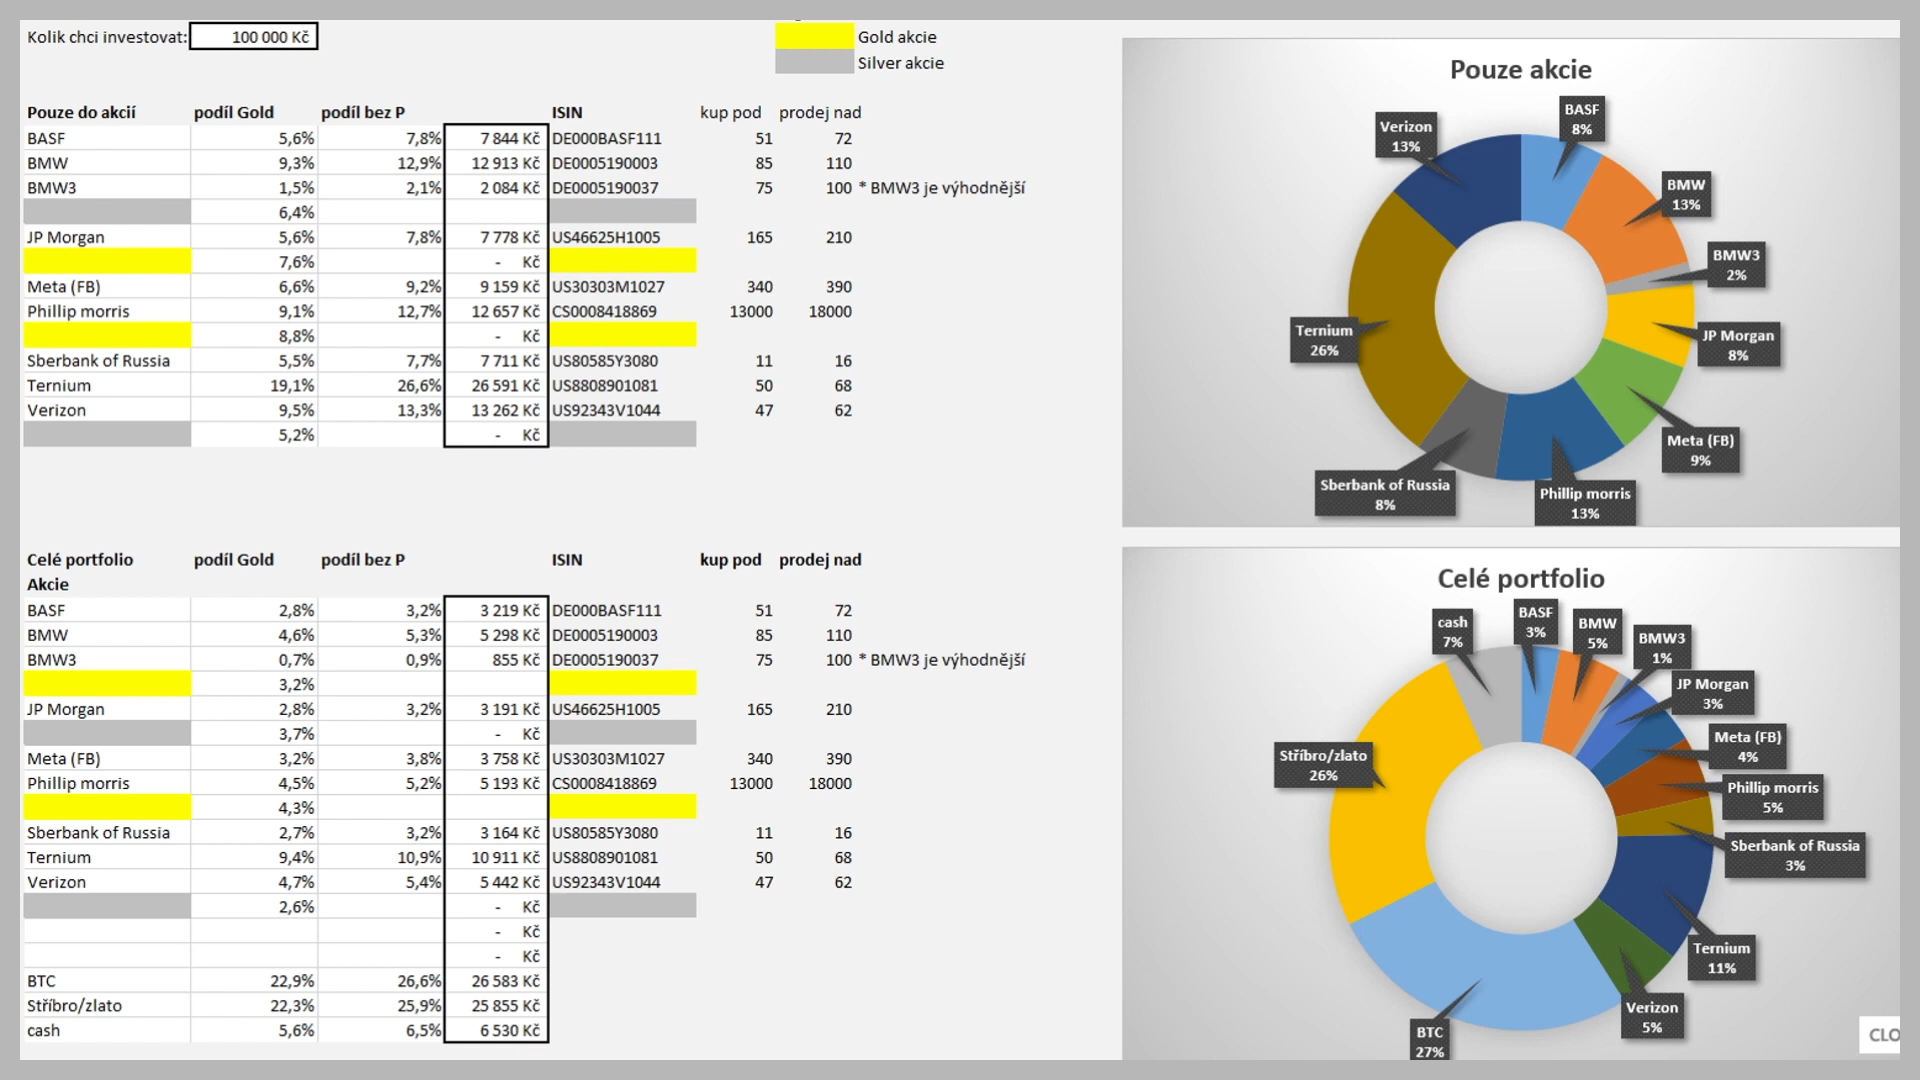 Kolik chci investovat: 100 000 Kč
Gold akcie
Silver akcie
Pouze do akcií podíl Gold podíl bez P ISIN kup pod prodej nad
BASF 5,6% 7,8% 7 844 Kč DE000BASF111 51 72
BMW 9,3% 12,9% 12 913 Kč DE0005190003 85 110
BMW3 1,5% 2,1% 2 084 Kč DE0005190037 75 100 * BMW3 je výhodnější
6,4%
JP Morgan 5,6% 7,8% 7 778 Kč US46625H1005 165 210
7,6% - Kč
Meta (FB) 6,6% 9,2% 9 159 Kč US30303M1027 340 390
Phillip morris 9,1% 12,7% 12 657 Kč CS0008418869 13000 18000
8,8% - Kč
Sberbank of Russia 5,5% 7,7% 7 711 Kč US80585Y3080 11 16
Ternium 19,1% 26,6% 26 591 Kč US8808901081 50 68
Verizon 9,5% 13,3% 13 262 Kč US92343V1044 47 62
5,2% - Kč
Celé portfolio podíl Gold podíl bez P ISIN kup pod prodej nad
Akcie
BASF 2,8% 3,2% 3 219 Kč DE000BASF111 51 72
BMW 4,6% 5,3% 5 298 Kč DE0005190003 85 110
BMW3 0,7% 0,9% 855 Kč DE0005190037 75 100 * BMW3 je výhodnější
3,2%
JP Morgan 2,8% 3,2% 3 191 Kč US46625H1005 165 210
3,7% - Kč
Meta (FB) 3,2% 3,8% 3 758 Kč US30303M1027 340 390
Phillip morris 4,5% 5,2% 5 193 Kč CS0008418869 13000 18000
4,3%
Sberbank of Russia 2,7% 3,2% 3 164 Kč US80585Y3080 11 16
Ternium 9,4% 10,9% 10 911 Kč US8808901081 50 68
Verizon 4,7% 5,4% 5 442 Kč US92343V1044 47 62
2,6% - Kč
- Kč
- Kč
BTC 22,9% 26,6% 26 583 Kč
Stříbro/zlato 22,3% 25,9% 25 855 Kč
cash 5,6% 6,5% 6 530 Kč
Pouze akcie
BASF
8%
BMW
13%
BMW3
2%
JP Morgan
8%
Meta (FB)
9%
Phillip morris
13%
Sberbank of Russia
8%
Ternium
26%
Verizon
13%
Celé portfolio
BASF
3%
BMW
5%
BMW3
1%
JP Morgan
3%
Meta (FB)
4%
Phillip morris
5%
Sberbank of Russia
3%
Ternium
11%
Verizon
5%
BTC
27%
Stříbro/zlato
26%
cash
7%
CLO